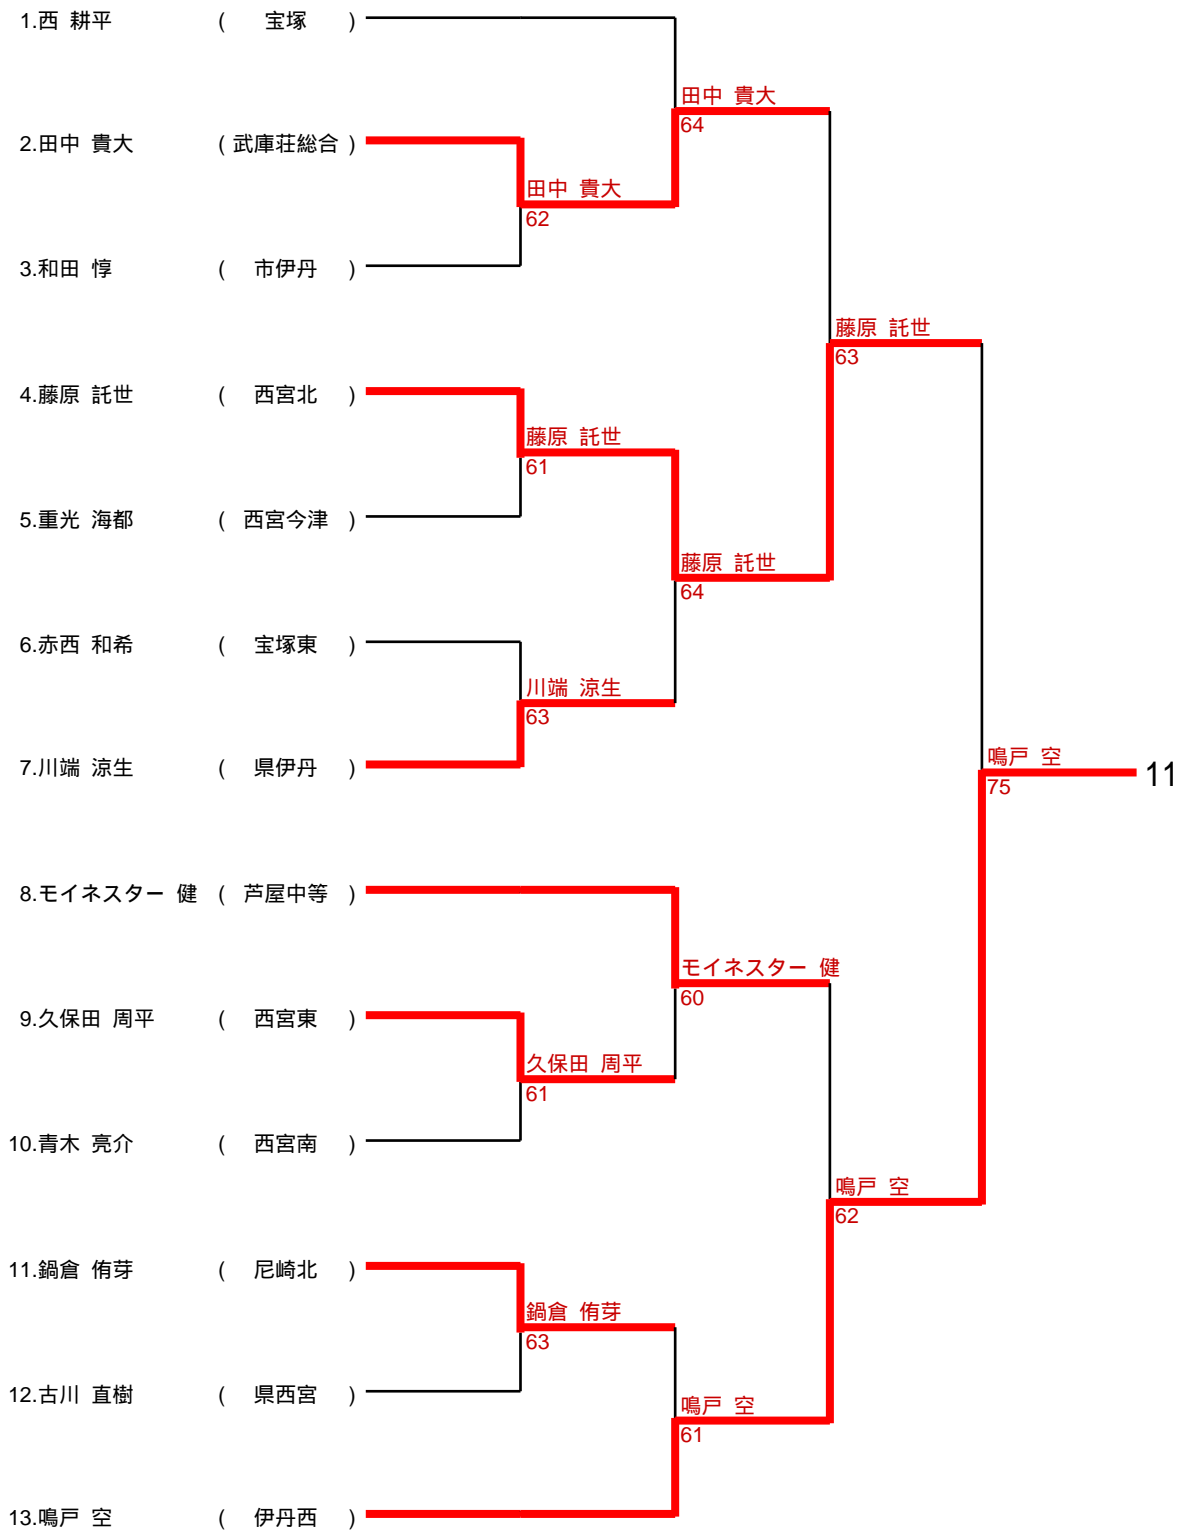 1.西 耕平 ( 宝塚 )
田中 貴大
64
2.田中 貴大 ( 武庫荘総合 )
田中 貴大
62
3.和田 惇 ( 市伊丹 )
藤原 託世
63
4.藤原 託世 ( 西宮北 )
藤原 託世
61
5.重光 海都 ( 西宮今津 )
藤原 託世
64
6.赤西 和希 ( 宝塚東 )
川端 涼生
63
7.川端 涼生 ( 県伊丹 )
鳴戸 空
75
11
8.モイネスター 健 ( 芦屋中等 )
モイネスター 健
60
9.久保田 周平 ( 西宮東 )
久保田 周平
61
10.青木 亮介 ( 西宮南 )
鳴戸 空
62
11.鍋倉 侑芽 ( 尼崎北 )
鍋倉 侑芽
63
12.古川 直樹 ( 県西宮 )
鳴戸 空
61
13.鳴戸 空 ( 伊丹西 )